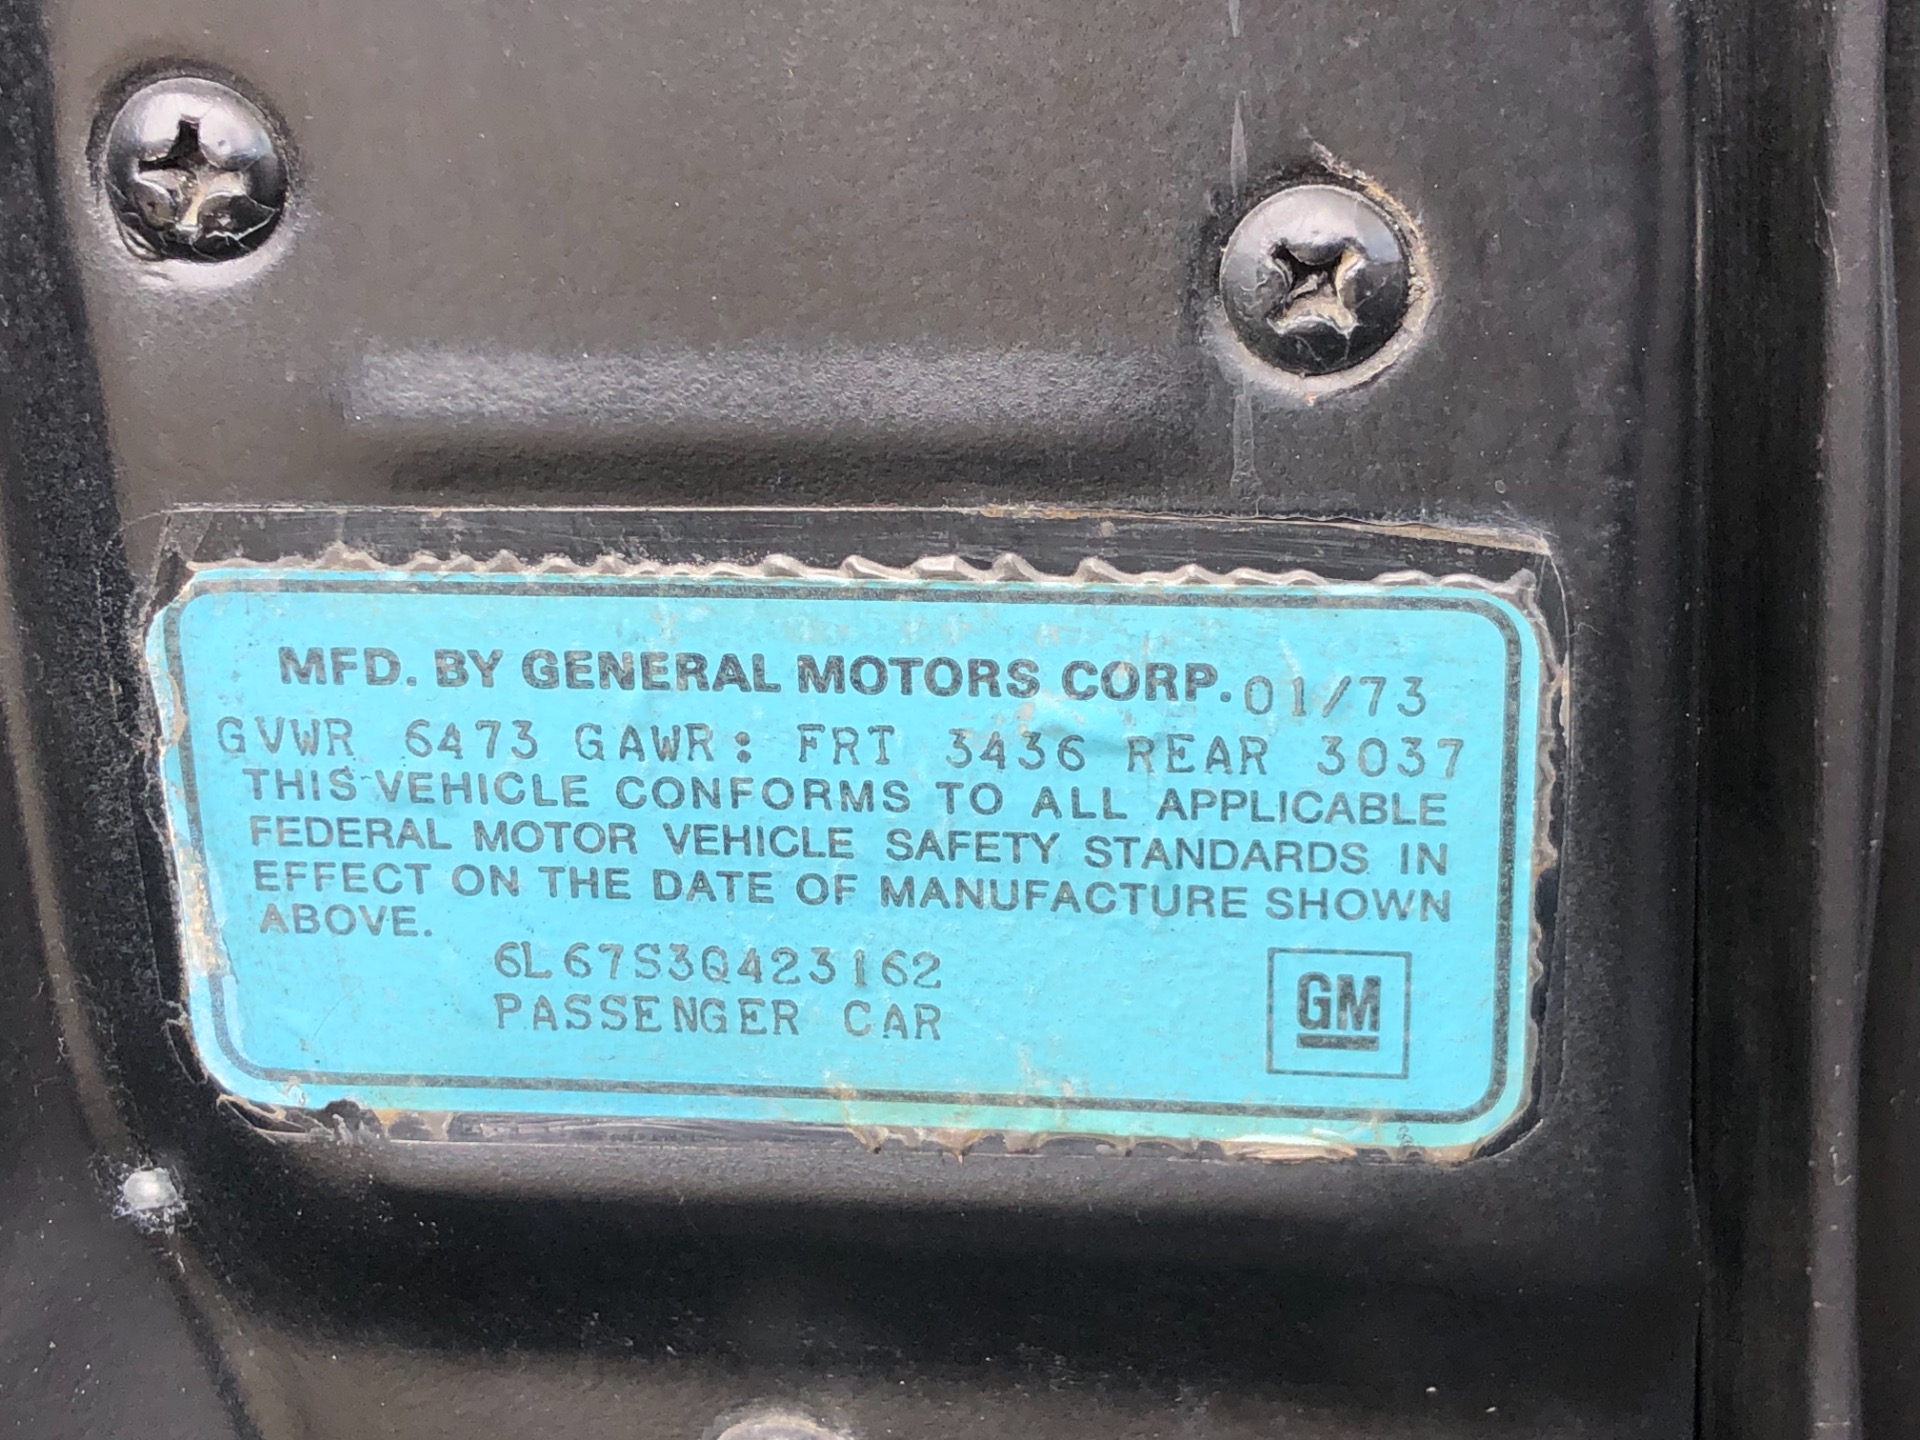 MFD. BY GENERAL MOTORS CORP. 01/73
GVWR 6473 GAWR: FRT 3436 REAR 3037
THIS VEHICLE CONFORMS TO ALL APPLICABLE
FEDERAL MOTOR VEHICLE SAFETY STANDARDS IN
EFFECT ON THE DATE OF MANUFACTURE SHOWN
ABOVE.
6L67S3Q423162
PASSENGER CAR
GM